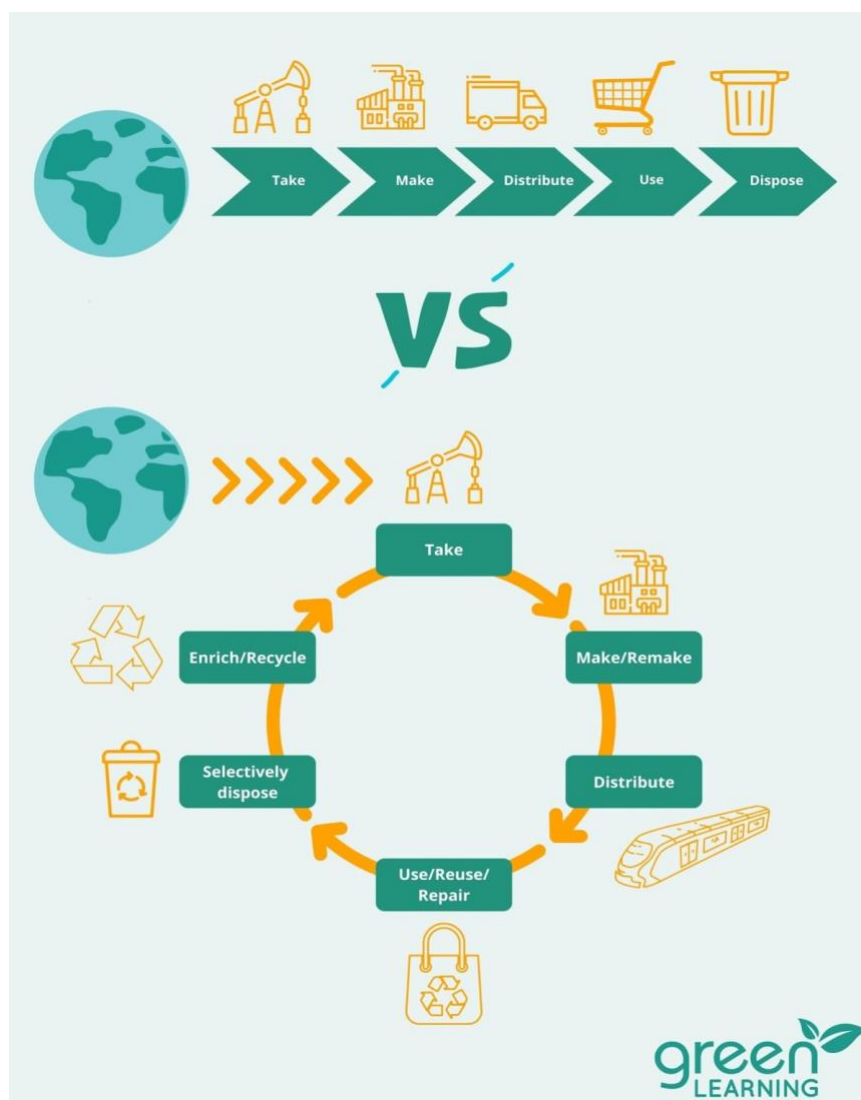 Take
Make
Distribute
Use
Dispose
VS
Take
Enrich/Recycle
Make/Remake
Selectively
dispose
Distribute
Use/Reuse/
Repair
green
LEARNING